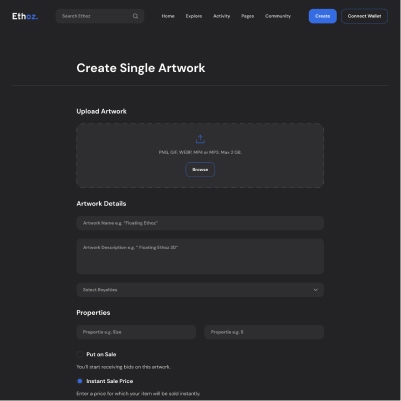 Ethoz.
Search Ethoz
Home
Explore
Activity
Pages
Community
Create
Connect Wallet
Create Single Artwork
Upload Artwork
PNG, GIF, WEBP, MP4 or MP3. Max 2 GB.
Browse
Artwork Details
Artwork Name e.g. "Floating Ethoz"
Artwork Description e.g. " Floating Ethoz 3D"
Select Royalties
Properties
Propertie e.g. Size
Propertie e.g. S
Put on Sale
You'll start receiving bids on this artwork.
Instant Sale Price
Enter a price for which your item will be sold instantly.